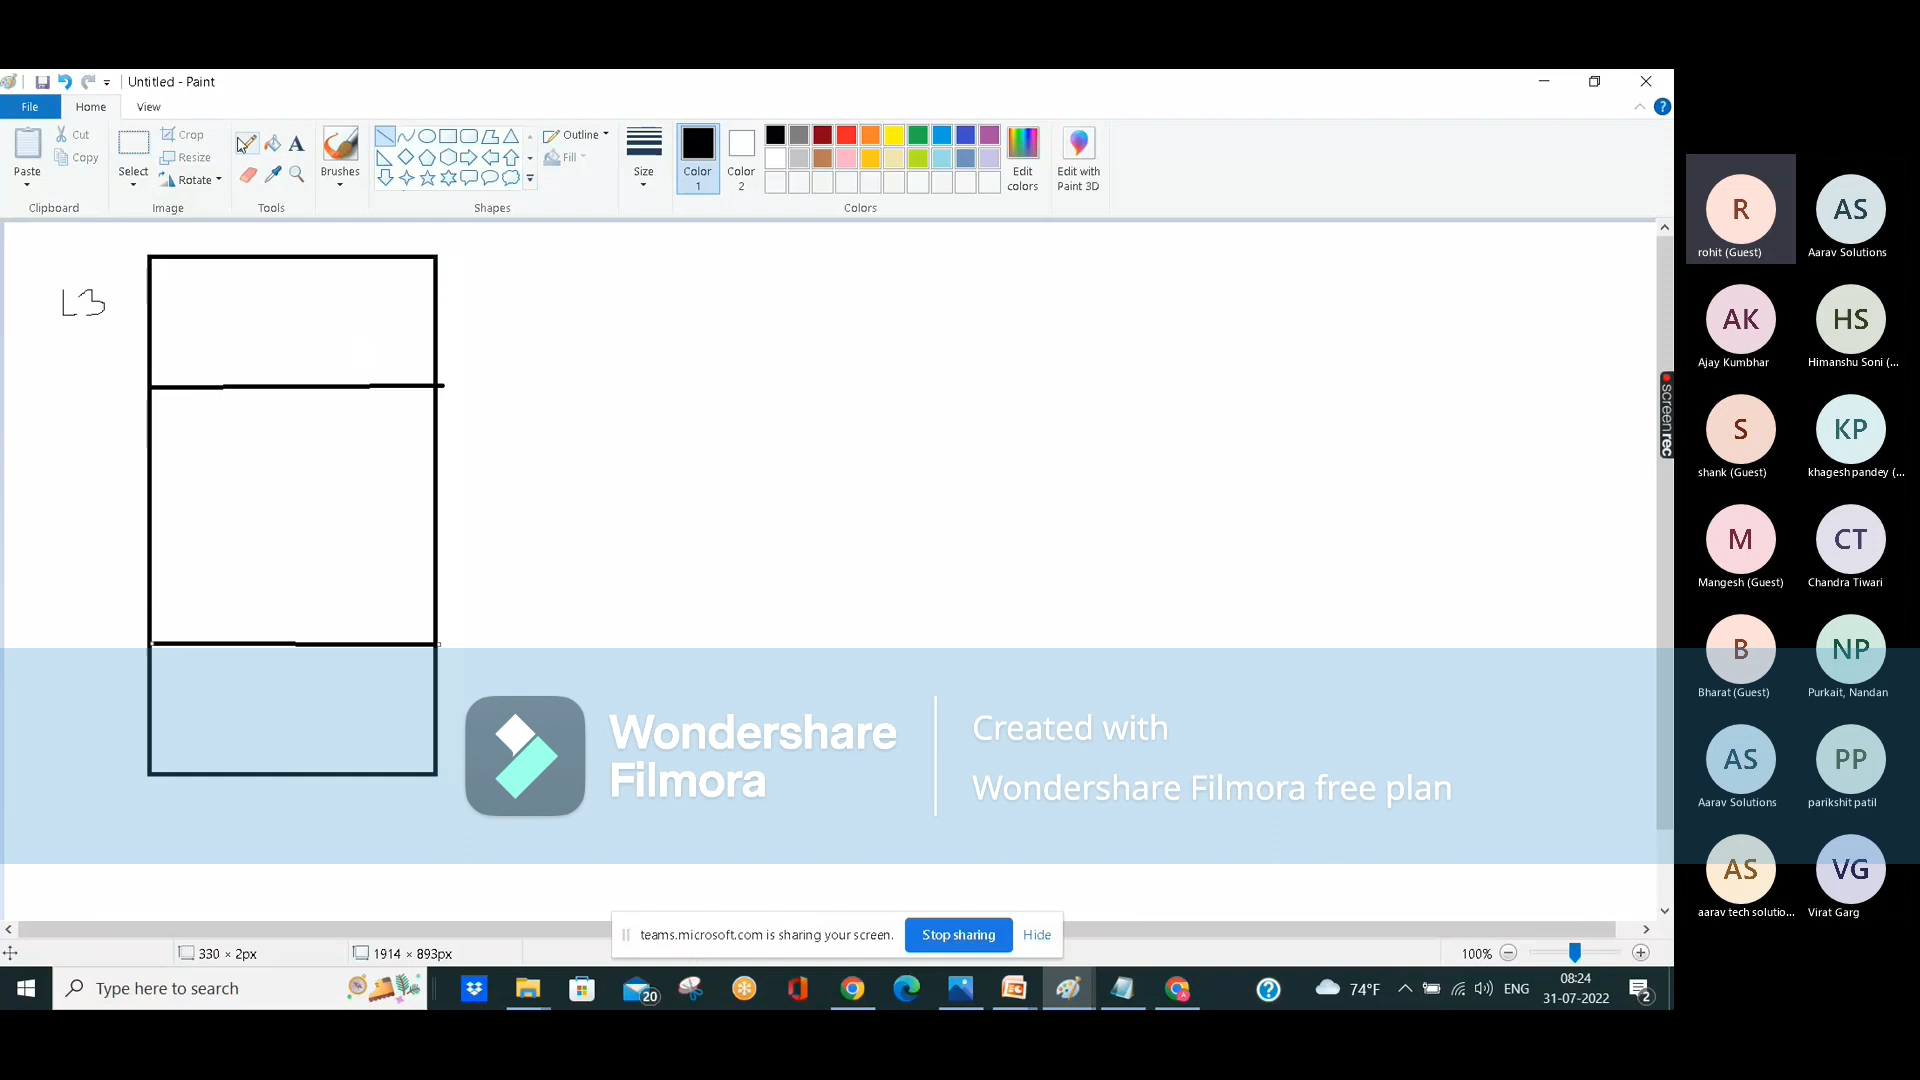 Untitled - Paint
File Home View
Paste
Cut
Copy
Clipboard
Select
Crop
Resize
Rotate
Image
Tools
Brushes
Shapes
Outline
Fill
Size
Color 1
Color 2
Colors
Edit colors
Edit with Paint 3D
L3
screenrec
Wondershare Filmora
Created with
Wondershare Filmora free plan
teams.microsoft.com is sharing your screen. Stop sharing Hide
330 × 2px
1914 × 893px
100%
Type here to search
20
74°F
ENG
08:24
31-07-2022
2
R
rohit (Guest)
AS
Aarav Solutions
AK
Ajay Kumbhar
HS
Himanshu Soni (...
S
shank (Guest)
KP
khagesh pandey (...
M
Mangesh (Guest)
CT
Chandra Tiwari
B
Bharat (Guest)
NP
Purkait, Nandan
AS
Aarav Solutions
PP
parikshit patil
AS
aarav tech solutio...
VG
Virat Garg